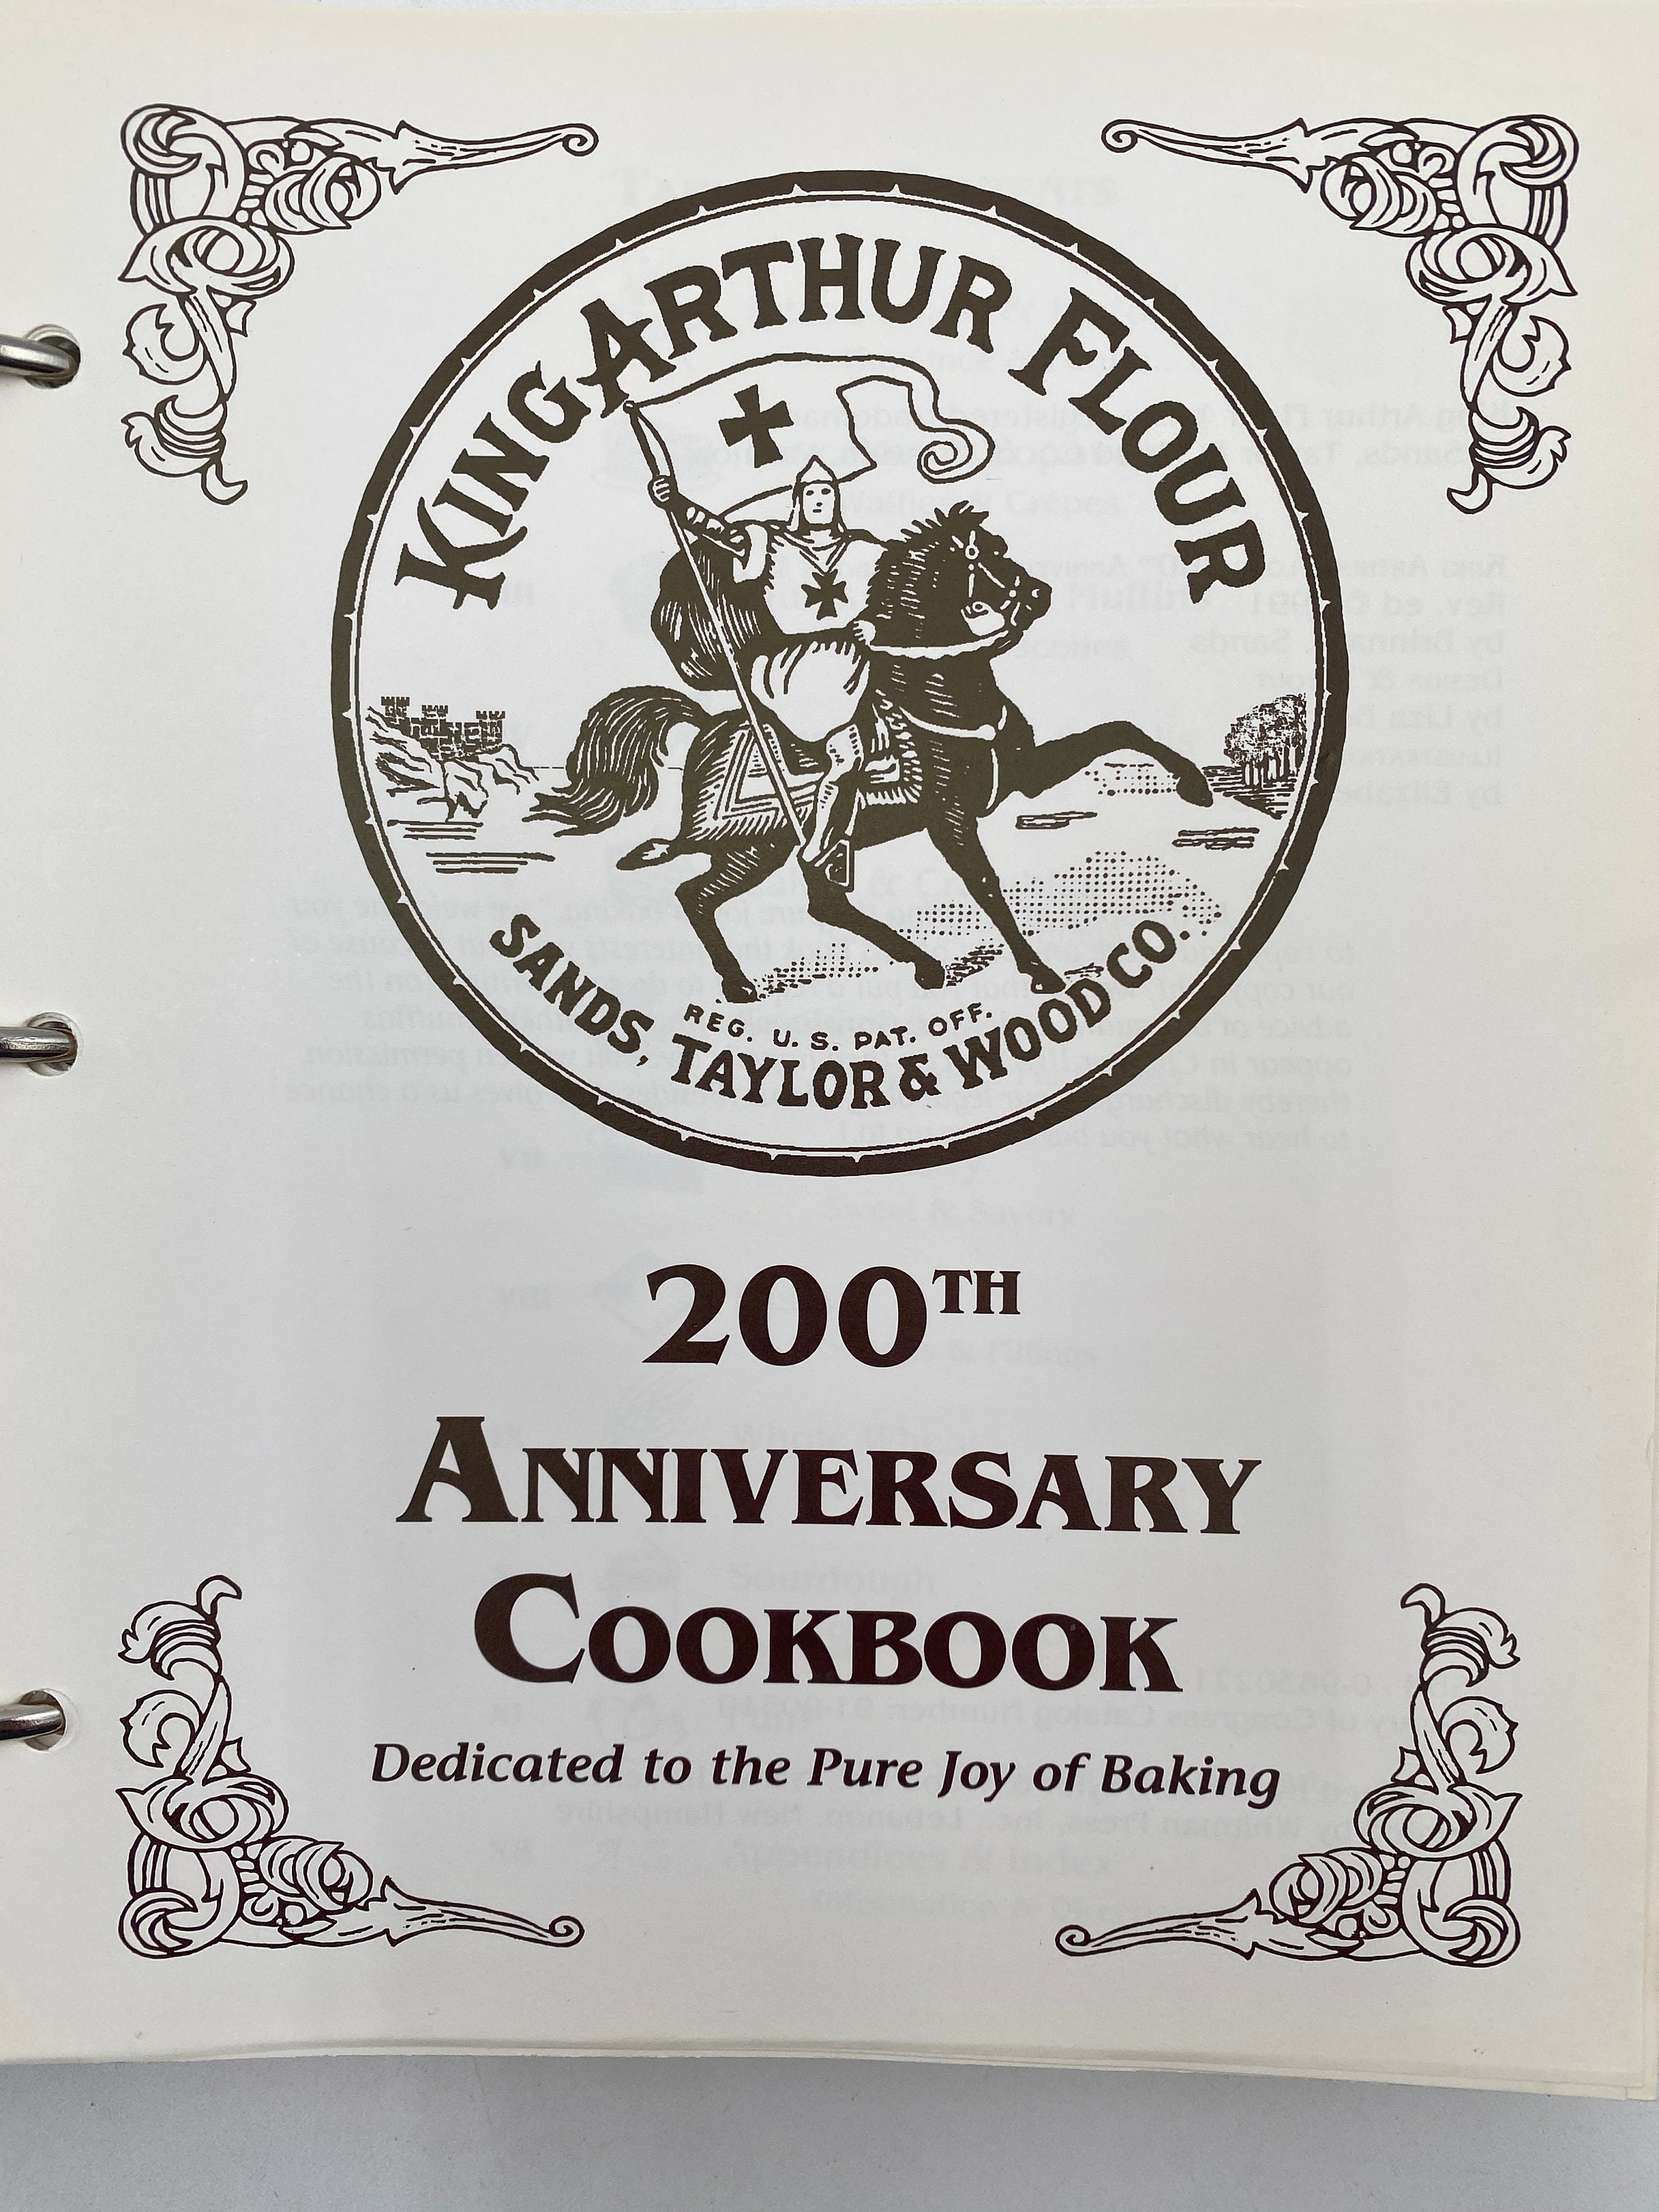 KING ARTHUR FLOUR
REG. U. S. PAT. OFF.
SANDS, TAYLOR & WOOD CO.
200TH
ANNIVERSARY
COOKBOOK
Dedicated to the Pure Joy of Baking